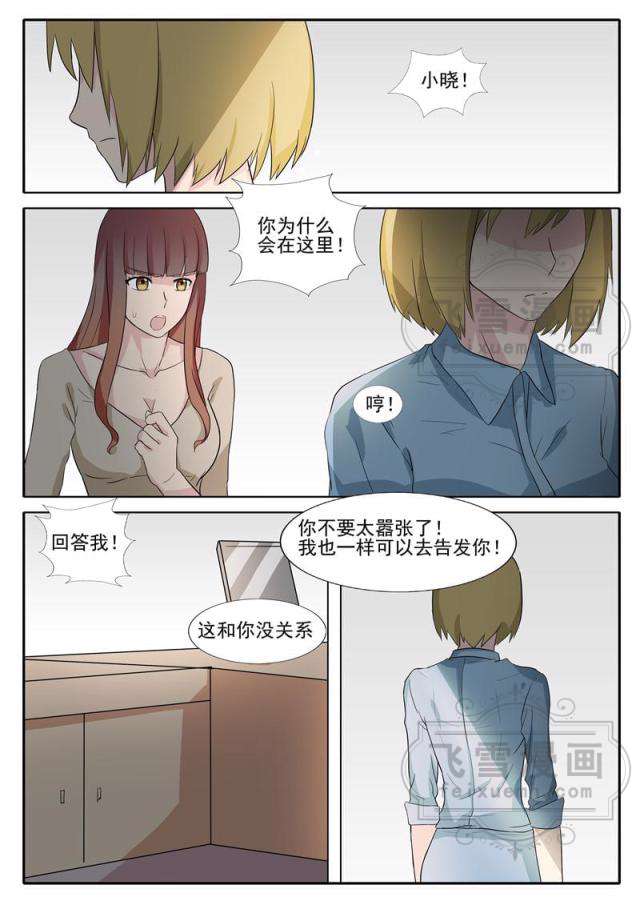 小晓！
你为什么
会在这里！
哼！
飞雪漫画
feixuemh.com
回答我！
这和你没关系
你不要太嚣张了！
我也一样可以去告发你！
飞雪漫画
feixuemh.com